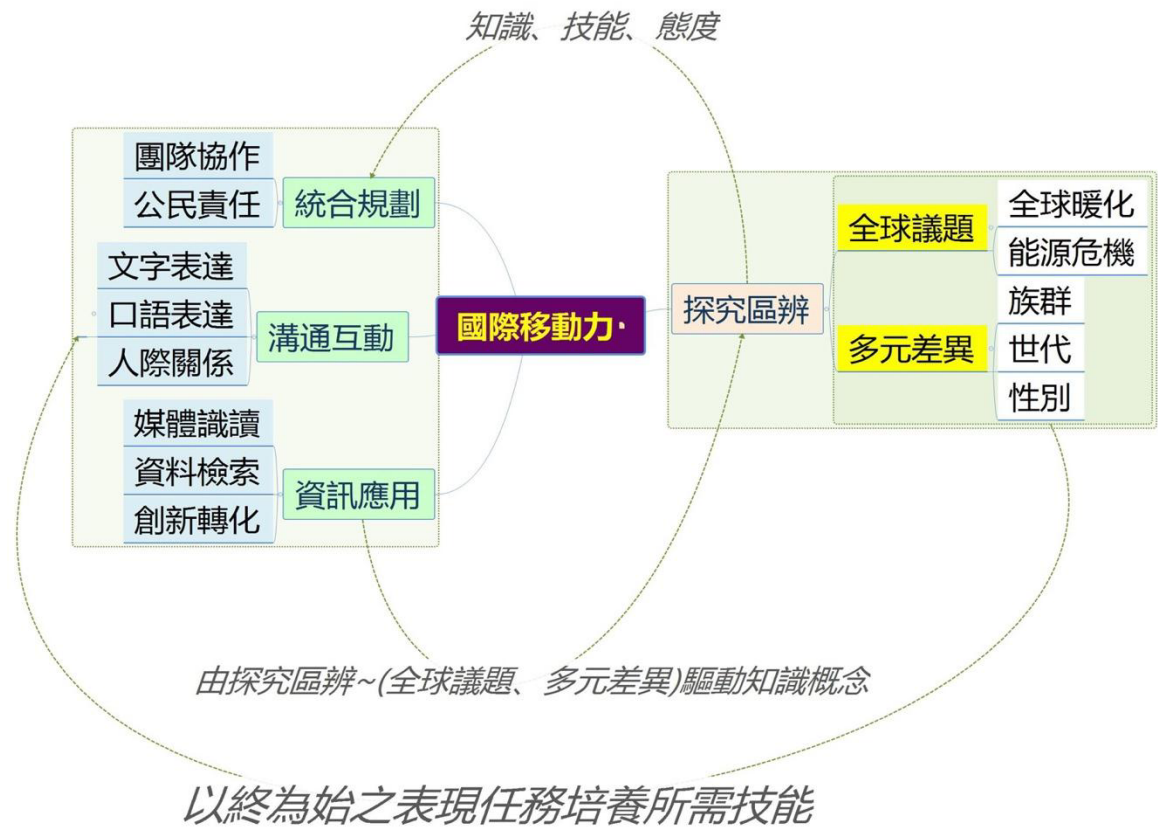 知識、技能、態度
團隊協作
公民責任
統合規劃
文字表達
口語表達
人際關係
溝通互動
媒體識讀
資料檢索
創新轉化
資訊應用
國際移動力
探究區辨
全球議題
全球暖化
能源危機
多元差異
族群
世代
性別
由探究區辨~(全球議題、多元差異)驅動知識概念
以終為始之表現任務培養所需技能